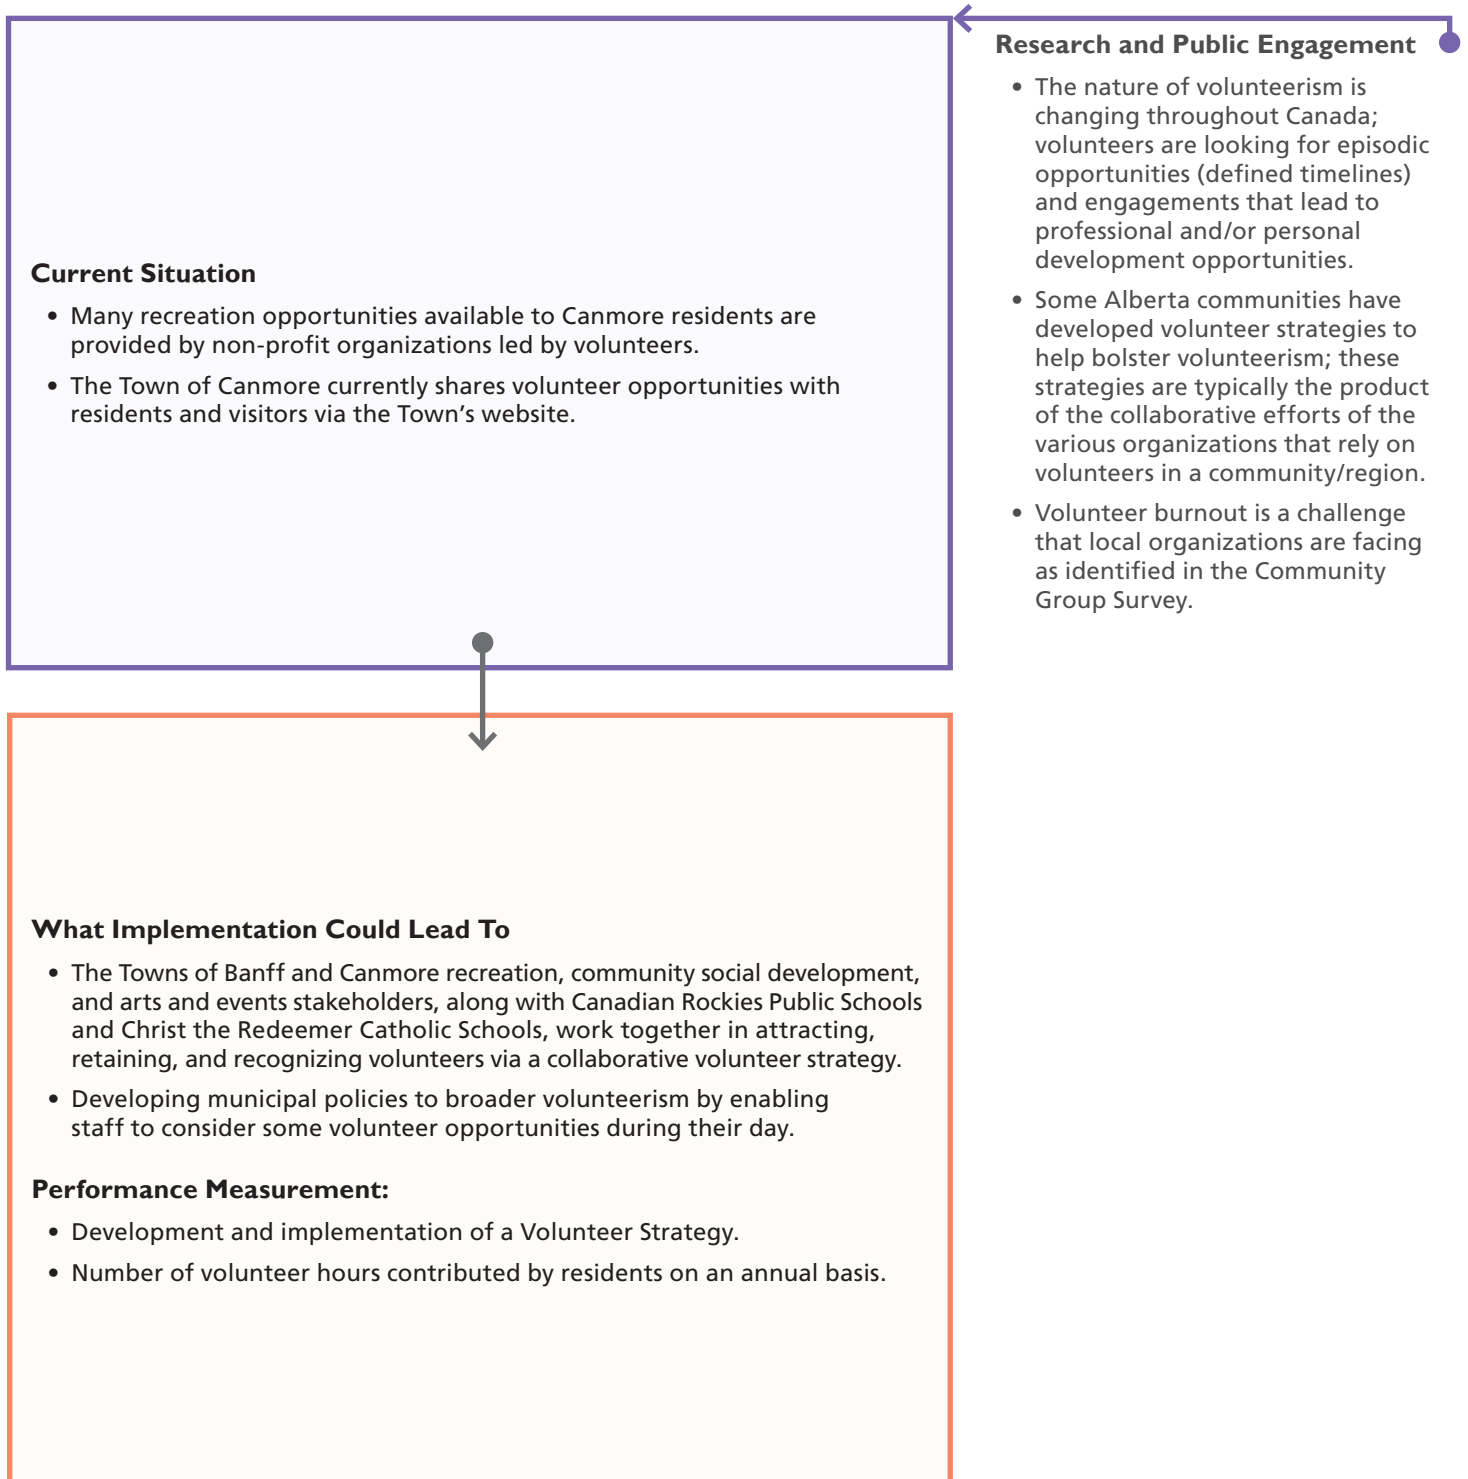 Current Situation
• Many recreation opportunities available to Canmore residents are
provided by non-profit organizations led by volunteers.
• The Town of Canmore currently shares volunteer opportunities with
residents and visitors via the Town’s website.
Research and Public Engagement
• The nature of volunteerism is
changing throughout Canada;
volunteers are looking for episodic
opportunities (defined timelines)
and engagements that lead to
professional and/or personal
development opportunities.
• Some Alberta communities have
developed volunteer strategies to
help bolster volunteerism; these
strategies are typically the product
of the collaborative efforts of the
various organizations that rely on
volunteers in a community/region.
• Volunteer burnout is a challenge
that local organizations are facing
as identified in the Community
Group Survey.
What Implementation Could Lead To
• The Towns of Banff and Canmore recreation, community social development,
and arts and events stakeholders, along with Canadian Rockies Public Schools
and Christ the Redeemer Catholic Schools, work together in attracting,
retaining, and recognizing volunteers via a collaborative volunteer strategy.
• Developing municipal policies to broader volunteerism by enabling
staff to consider some volunteer opportunities during their day.
Performance Measurement:
• Development and implementation of a Volunteer Strategy.
• Number of volunteer hours contributed by residents on an annual basis.